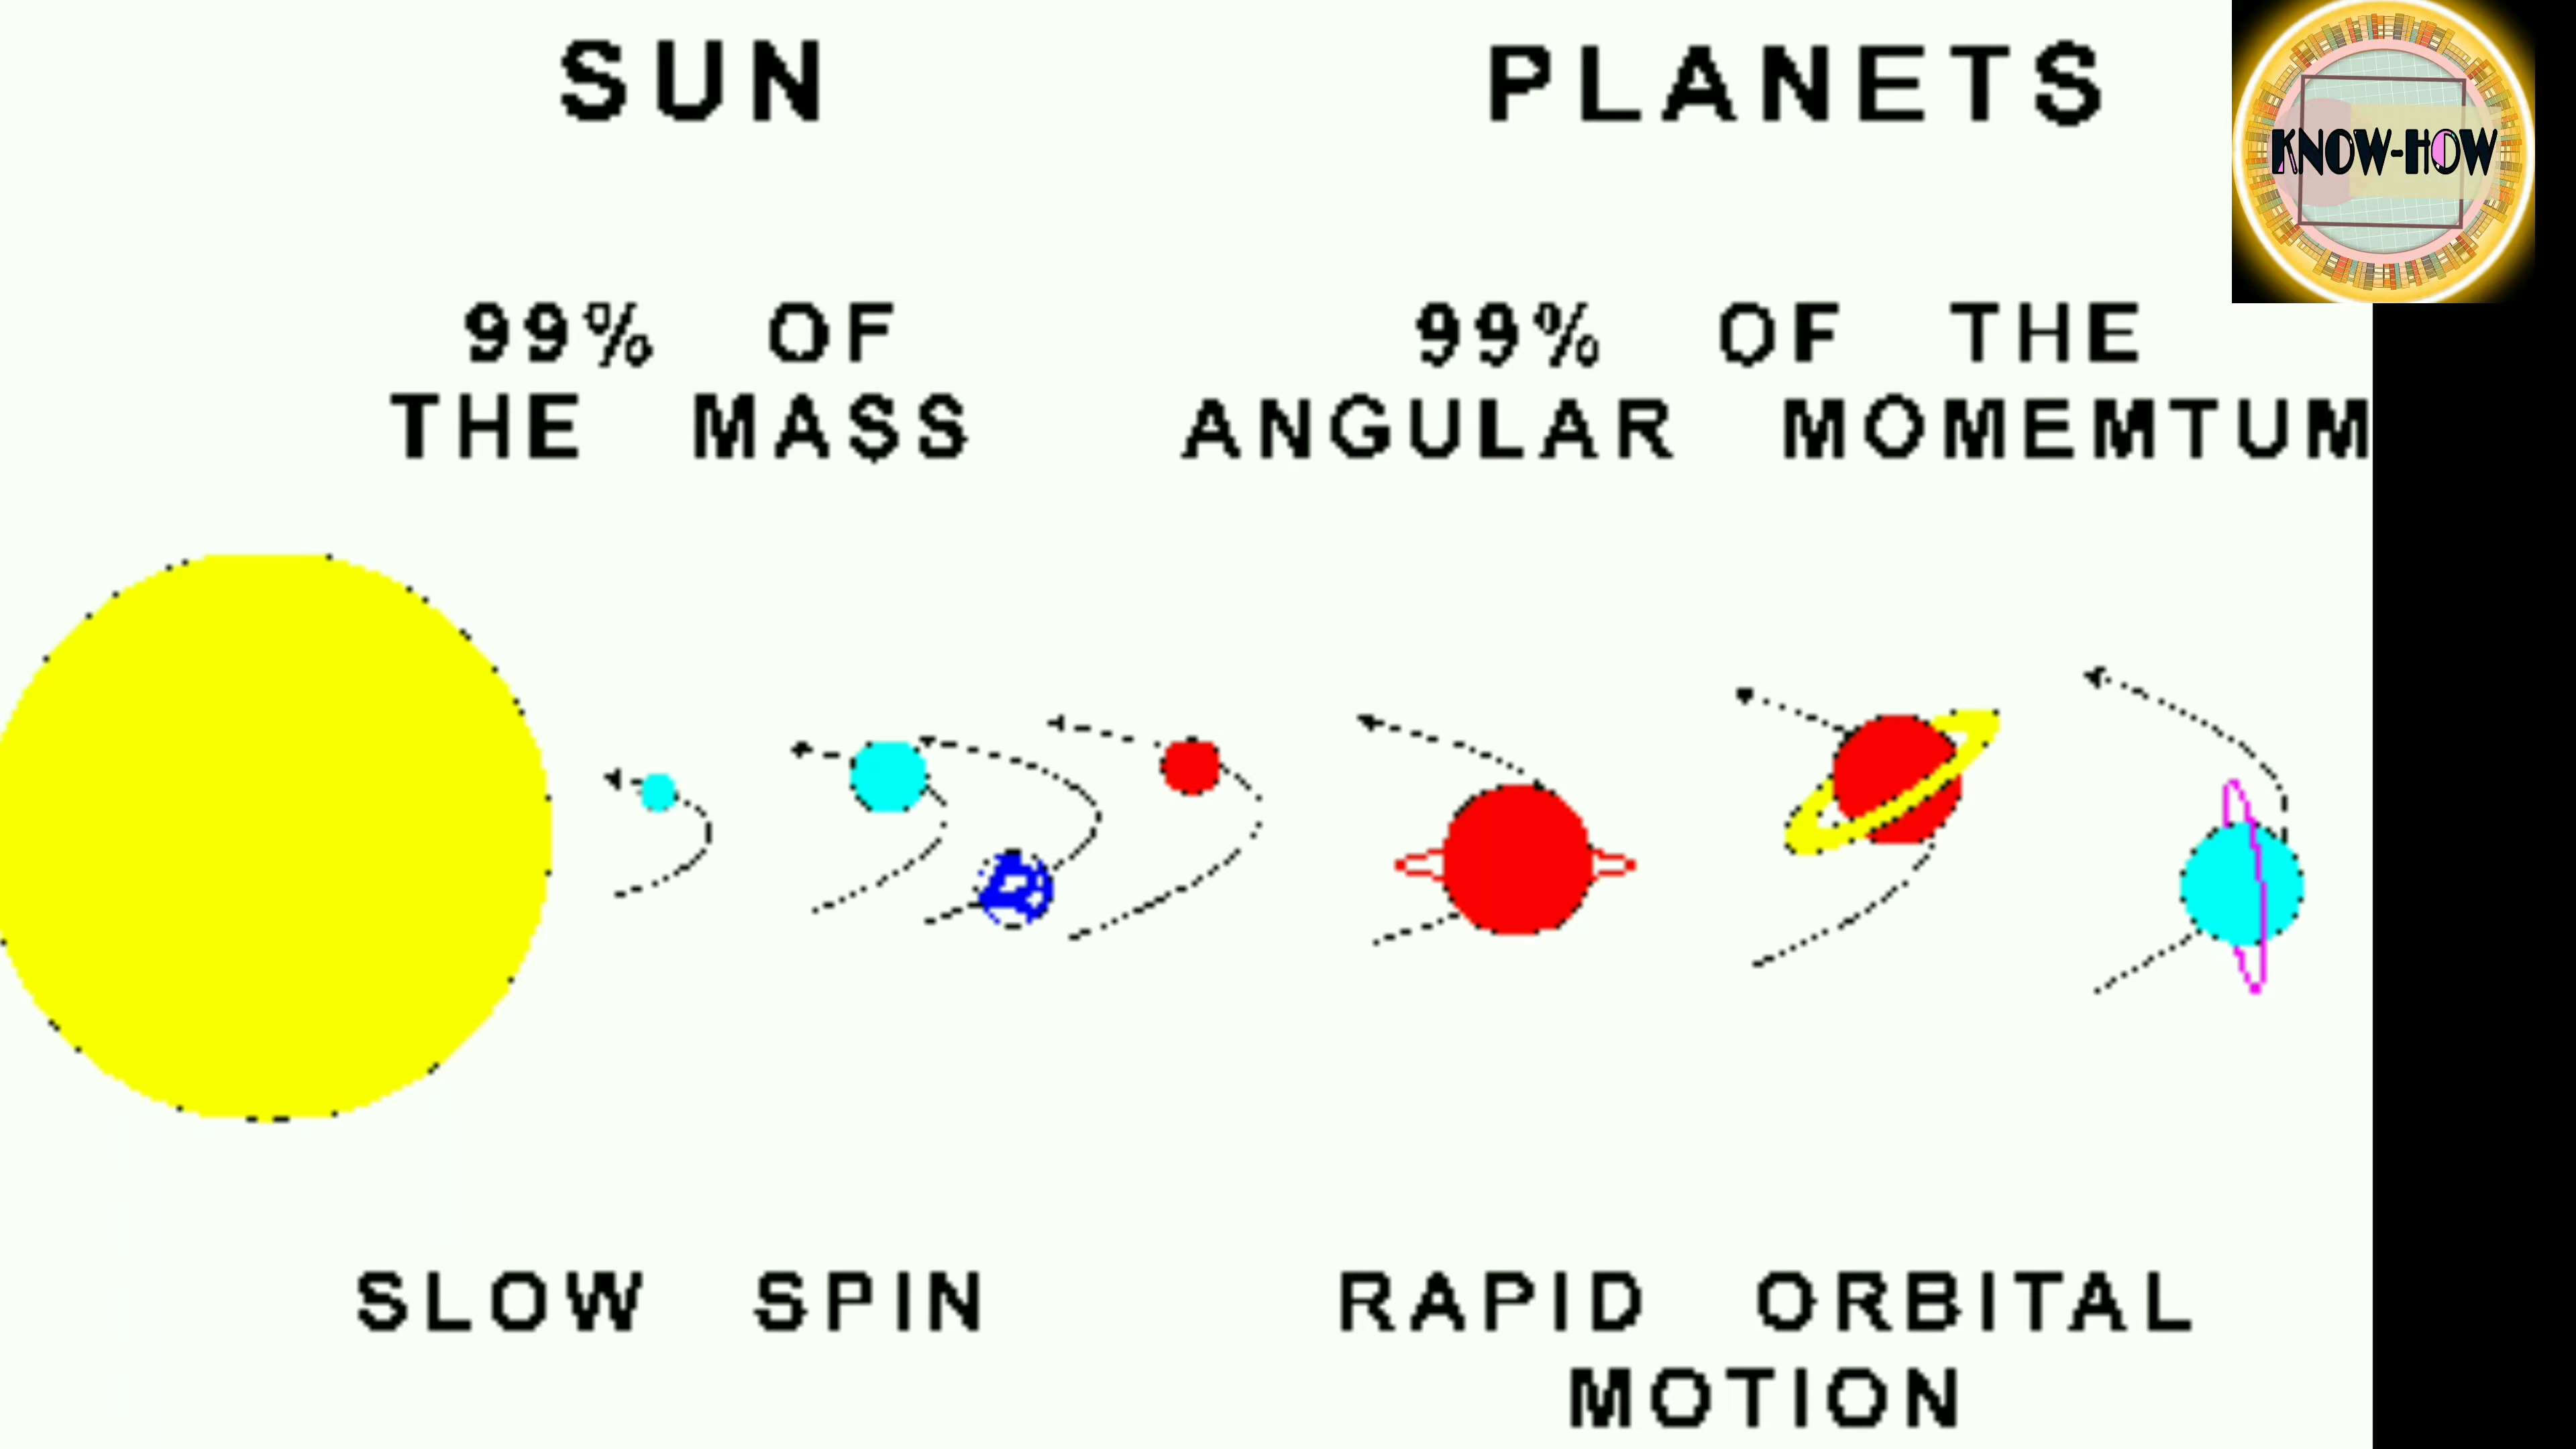 SUN
PLANETS
KNOW-HOW
99% OF
THE MASS
99% OF THE
ANGULAR MOMEMTUM
SLOW SPIN
RAPID ORBITAL
MOTION